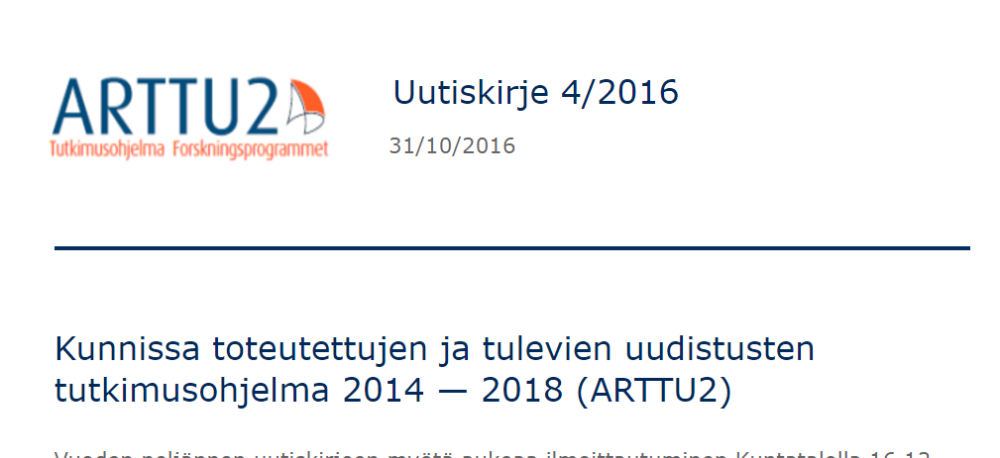 ARTTU2
Tutkimusohjelma Forskningsprogrammet
Uutiskirje 4/2016
31/10/2016
Kunnissa toteutettujen ja tulevien uudistusten
tutkimusohjelma 2014 — 2018 (ARTTU2)
Vuoden neljännen uutiskirjeen myötä aukeaa ilmoittautuminen Kuntatalolla 16.12.